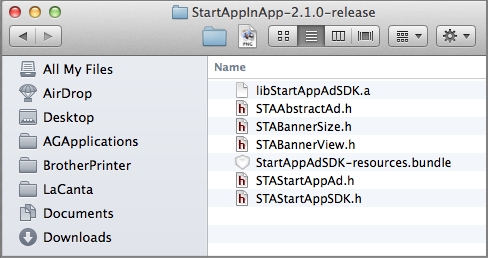 StartAppInApp-2.1.0-release
PNG
Name
All My Files
AirDrop
Desktop
AGApplications
BrotherPrinter
LaCanta
Documents
Downloads
libStartAppAdSDK.a
STAAbstractAd.h
STABannerSize.h
STABannerView.h
StartAppAdSDK-resources.bundle
STAStartAppAd.h
STAStartAppSDK.h